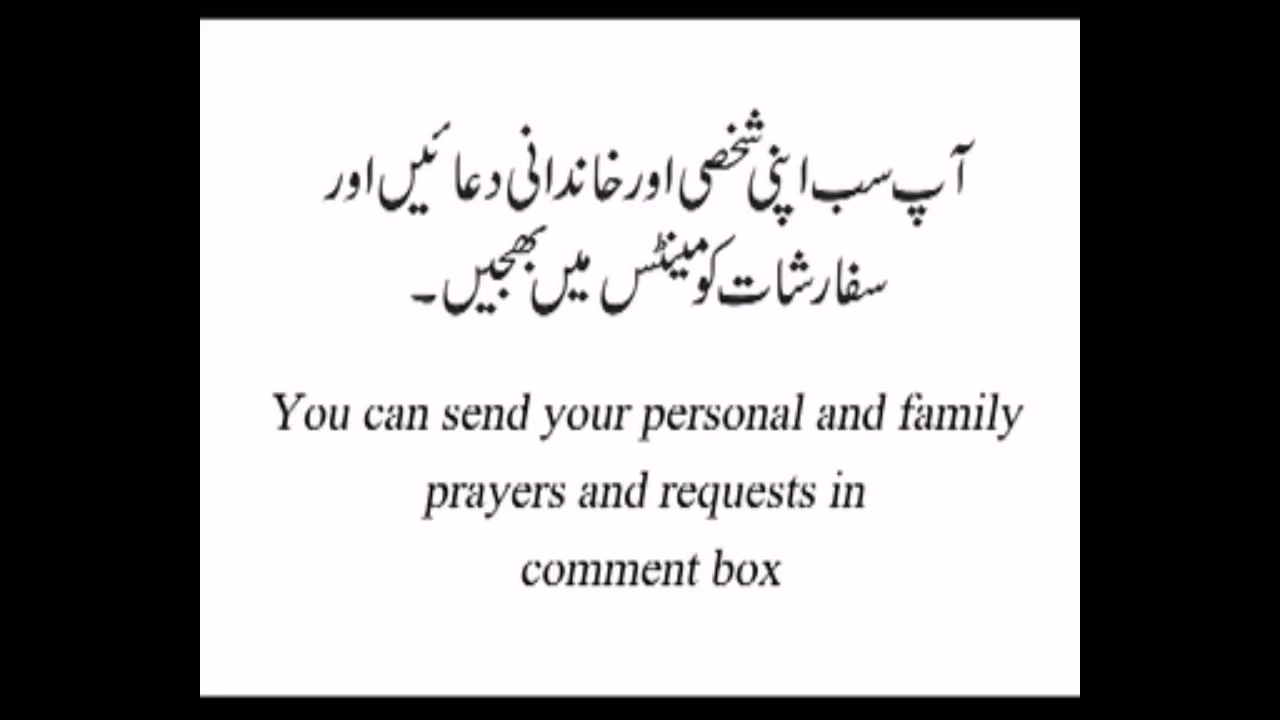 آپ سب اپنی شخصی اور خاندانی دعائیں اور
سفارشات کومینٹس میں بھجیں۔
You can send your personal and family
prayers and requests in
comment box